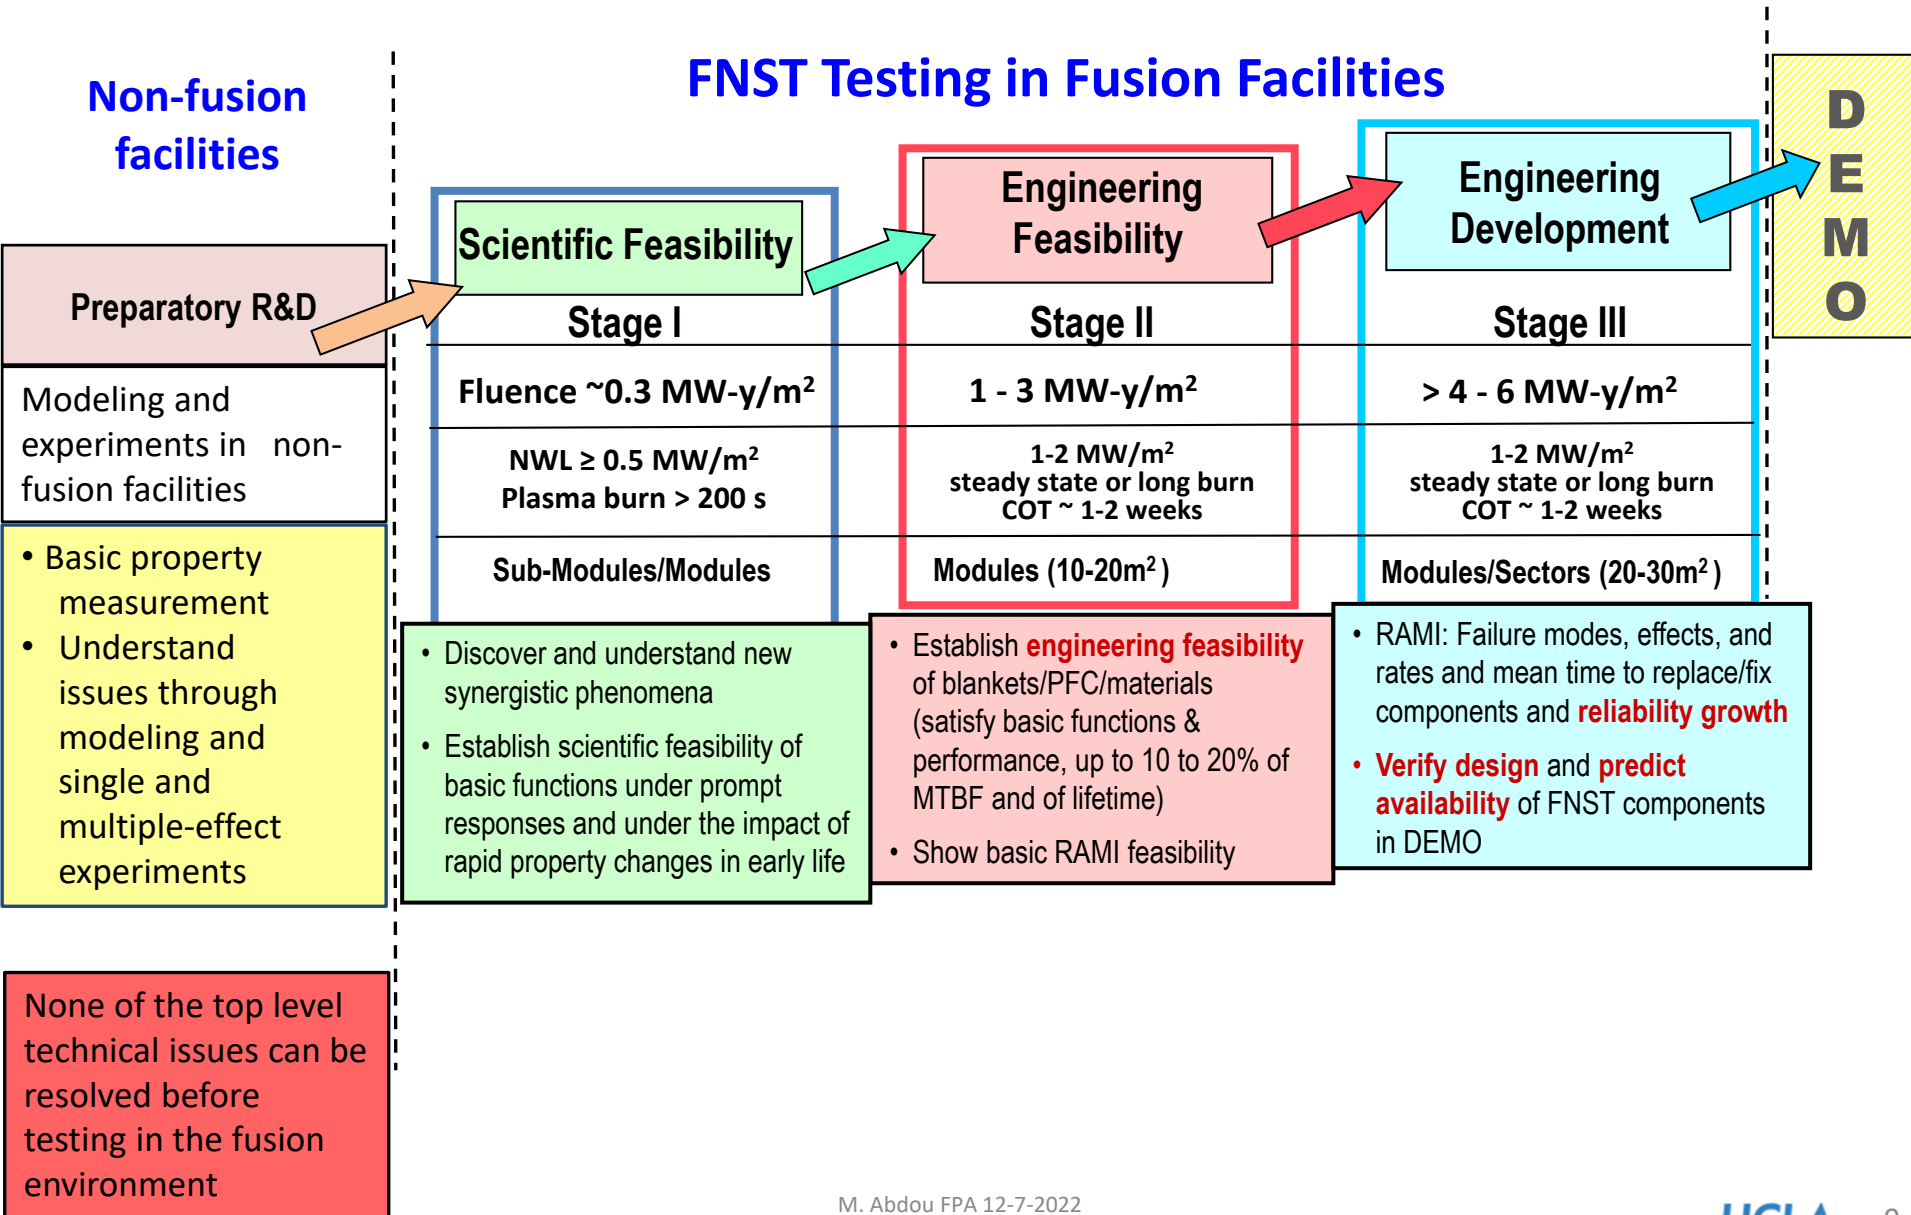 Non-fusion
facilities
FNST Testing in Fusion Facilities
D
E
M
O
Preparatory R&D
Modeling and
experiments in non-
fusion facilities
• Basic property
measurement
• Understand
issues through
modeling and
single and
multiple-effect
experiments
None of the top level
technical issues can be
resolved before
testing in the fusion
environment
Scientific Feasibility
Stage I
Fluence ~0.3 MW-y/m²
NWL ≥ 0.5 MW/m²
Plasma burn > 200 s
Sub-Modules/Modules
• Discover and understand new
synergistic phenomena
• Establish scientific feasibility of
basic functions under prompt
responses and under the impact of
rapid property changes in early life
Engineering
Feasibility
Stage II
1 - 3 MW-y/m²
1-2 MW/m²
steady state or long burn
COT ~ 1-2 weeks
Modules (10-20m² )
• Establish engineering feasibility
of blankets/PFC/materials
(satisfy basic functions &
performance, up to 10 to 20% of
MTBF and of lifetime)
• Show basic RAMI feasibility
Engineering
Development
Stage III
> 4 - 6 MW-y/m²
1-2 MW/m²
steady state or long burn
COT ~ 1-2 weeks
Modules/Sectors (20-30m² )
• RAMI: Failure modes, effects, and
rates and mean time to replace/fix
components and reliability growth
• Verify design and predict
availability of FNST components
in DEMO
M. Abdou FPA 12-7-2022
UCLA